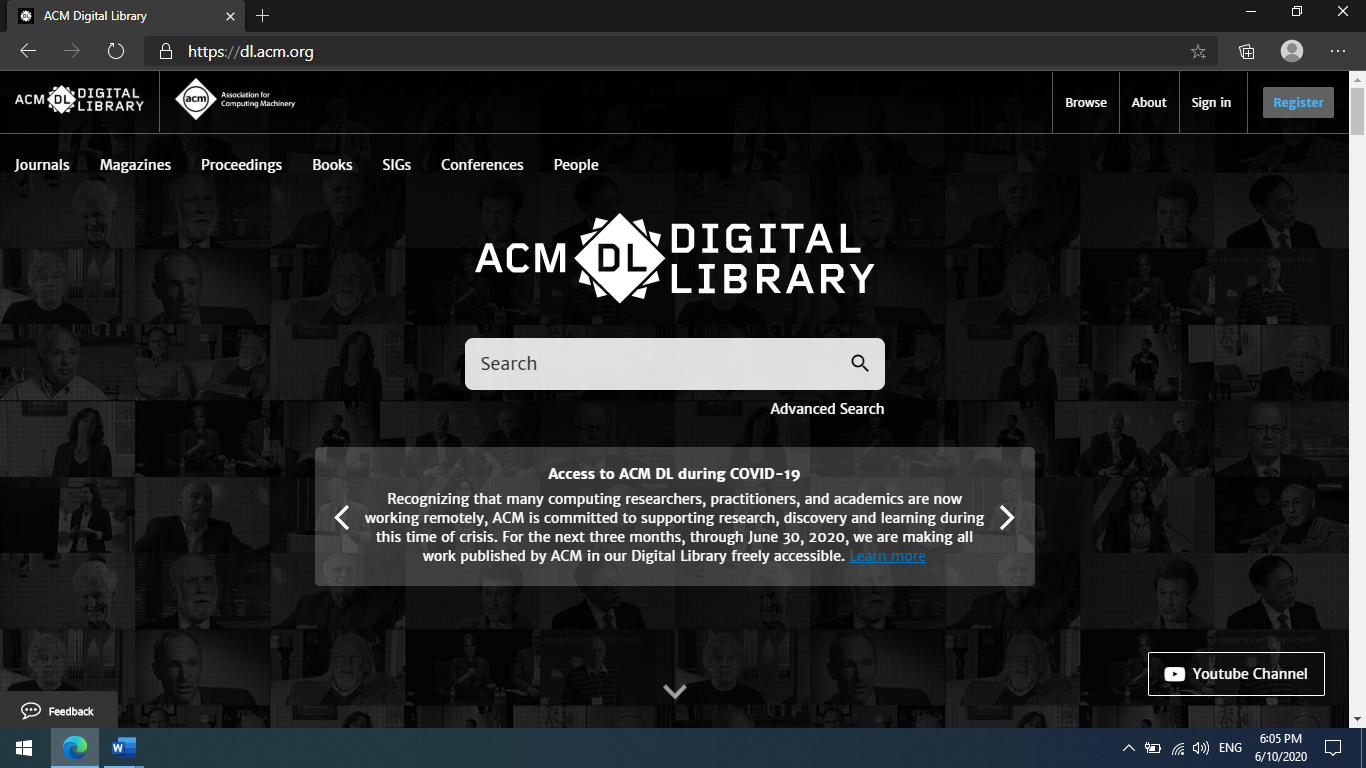 ACM Digital Library
https://dl.acm.org
ACM DL DIGITAL LIBRARY
acm Association for Computing Machinery
Browse About Sign in Register
Journals Magazines Proceedings Books SIGs Conferences People
ACM DL DIGITAL
LIBRARY
Search
Advanced Search
Access to ACM DL during COVID-19
Recognizing that many computing researchers, practitioners, and academics are now
working remotely, ACM is committed to supporting research, discovery and learning during
this time of crisis. For the next three months, through June 30, 2020, we are making all
work published by ACM in our Digital Library freely accessible. Learn more
Youtube Channel
Feedback
ENG
6:05 PM
6/10/2020